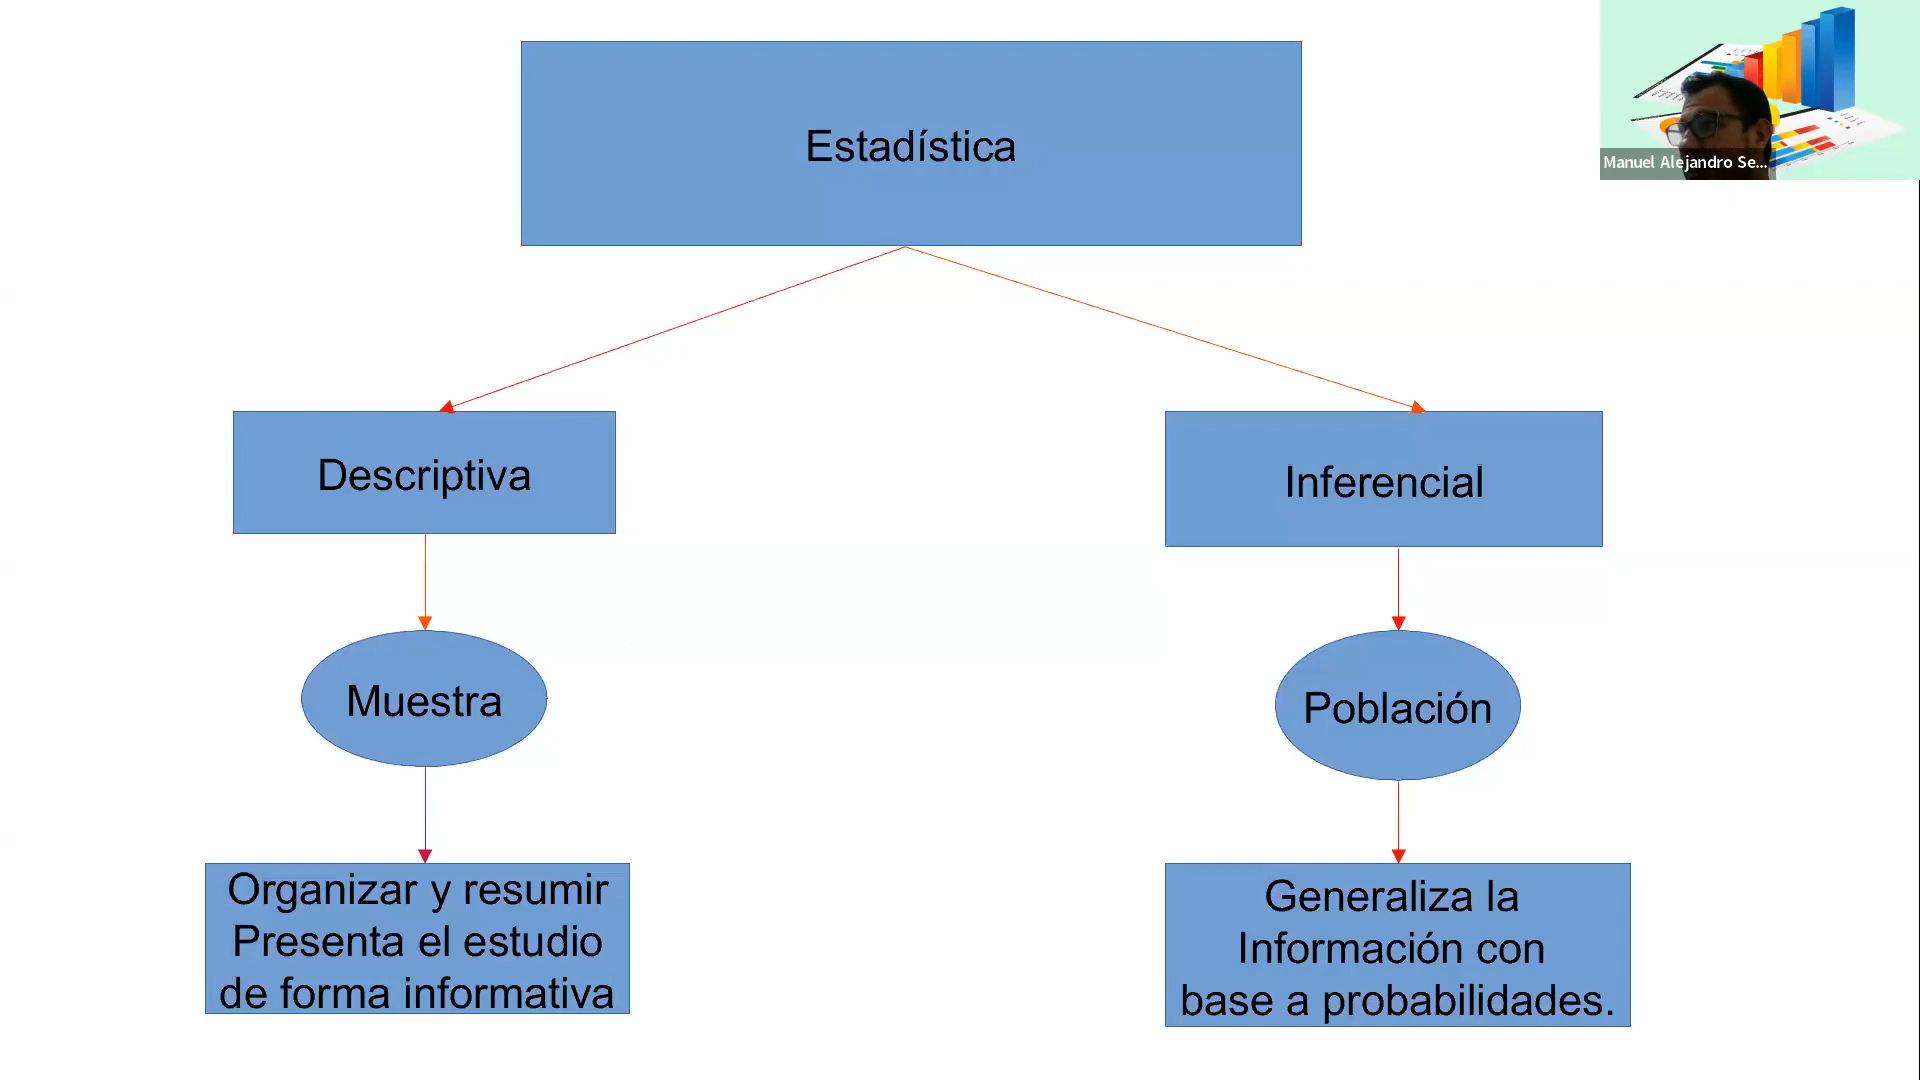 Estadística
Manuel Alejandro Se...
Descriptiva
Inferencial
Muestra
Población
Organizar y resumir
Presenta el estudio
de forma informativa
Generaliza la
Información con
base a probabilidades.